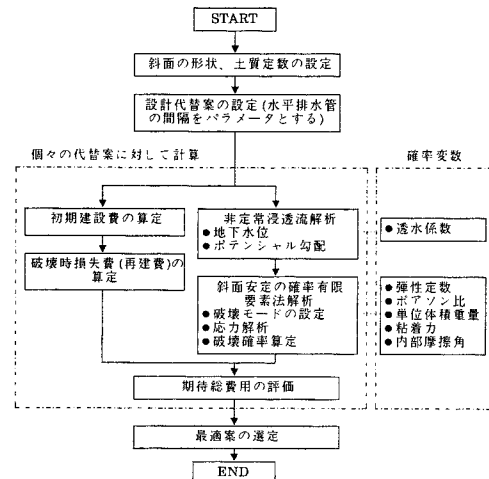 START
斜面の形状、土質定数の設定
設計代替案の設定(水平排水管
の間隔をパラメータとする)
個々の代替案に対して計算
確率変数
初期建設費の算定
破壊時損失費(再建費)の
算定
非定常浸透流解析
●地下水位
●ポテンシャル勾配
●透水係数
斜面安定の確率有限
要素法解析
●破壊モードの設定
●応力解析
●破壊確率算定
●弾性定数
●ポアソン比
●単位体積重量
●粘着力
●内部摩擦角
期待総費用の評価
最適案の選定
END